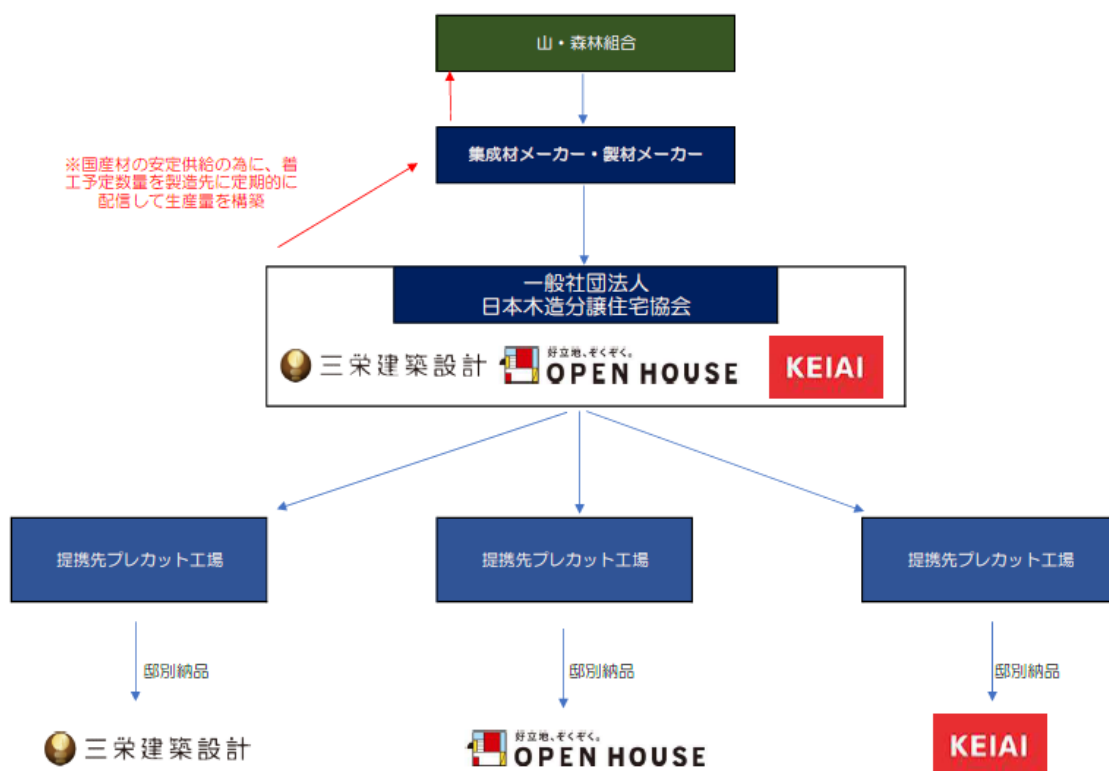 山・森林組合
集成材メーカー・製材メーカー
※国産材の安定供給の為に、着
工予定数量を製造先に定期的に
配信して生産量を構築
一般社団法人
日本木造分譲住宅協会
三栄建築設計
好立地、ぞくぞく。
OPEN HOUSE
KEIAI
提携先プレカット工場
提携先プレカット工場
提携先プレカット工場
邸別納品
邸別納品
邸別納品
三栄建築設計
好立地、ぞくぞく。
OPEN HOUSE
KEIAI